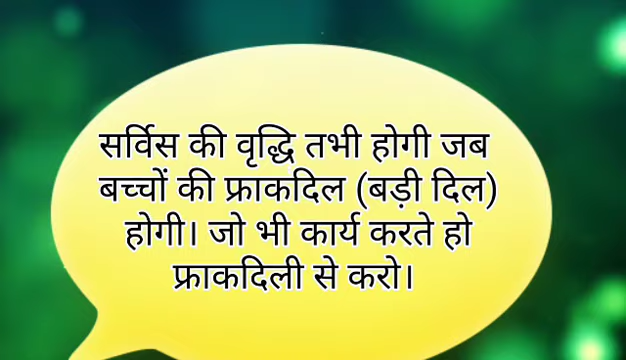 सर्विस की वृद्धि तभी होगी जब
बच्चों की फ्राकदिल (बड़ी दिल)
होगी। जो भी कार्य करते हो
फ्राकदिली से करो।